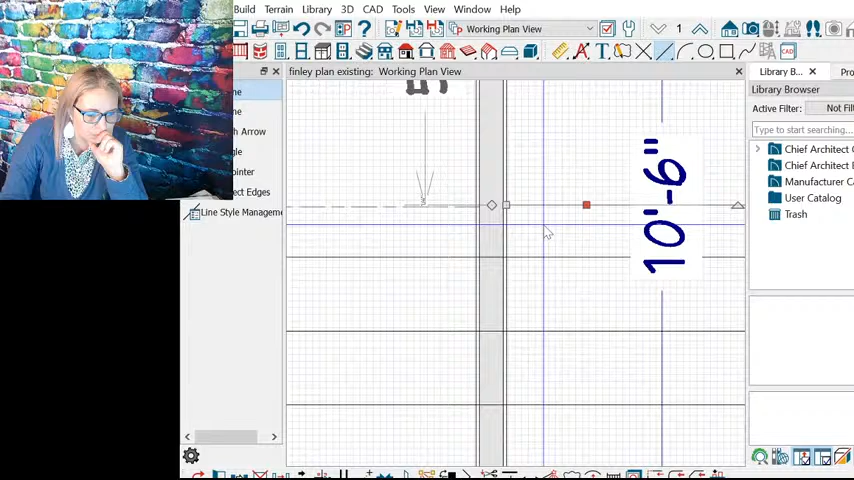 Build Terrain Library 3D CAD Tools View Window Help
Working Plan View
1
finley plan existing: Working Plan View
Library B...
Library Browser
Active Filter: Not Fil
Type to start searching...
Chief Architect
Chief Architect
Manufacturer Ca
User Catalog
Trash
Arrow
Edges
Line Style Manageme
10'-6"